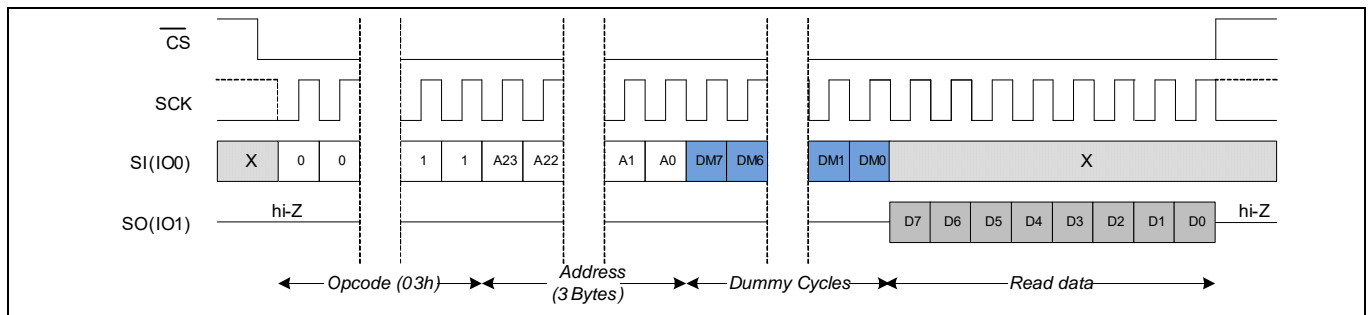 CS
SCK
SI(IO0) X 0 0 1 1 A23 A22 A1 A0 DM7 DM6 DM1 DM0 X
SO(IO1) hi-Z D7 D6 D5 D4 D3 D2 D1 D0 hi-Z
Opcode (03h) Address (3 Bytes) Dummy Cycles Read data